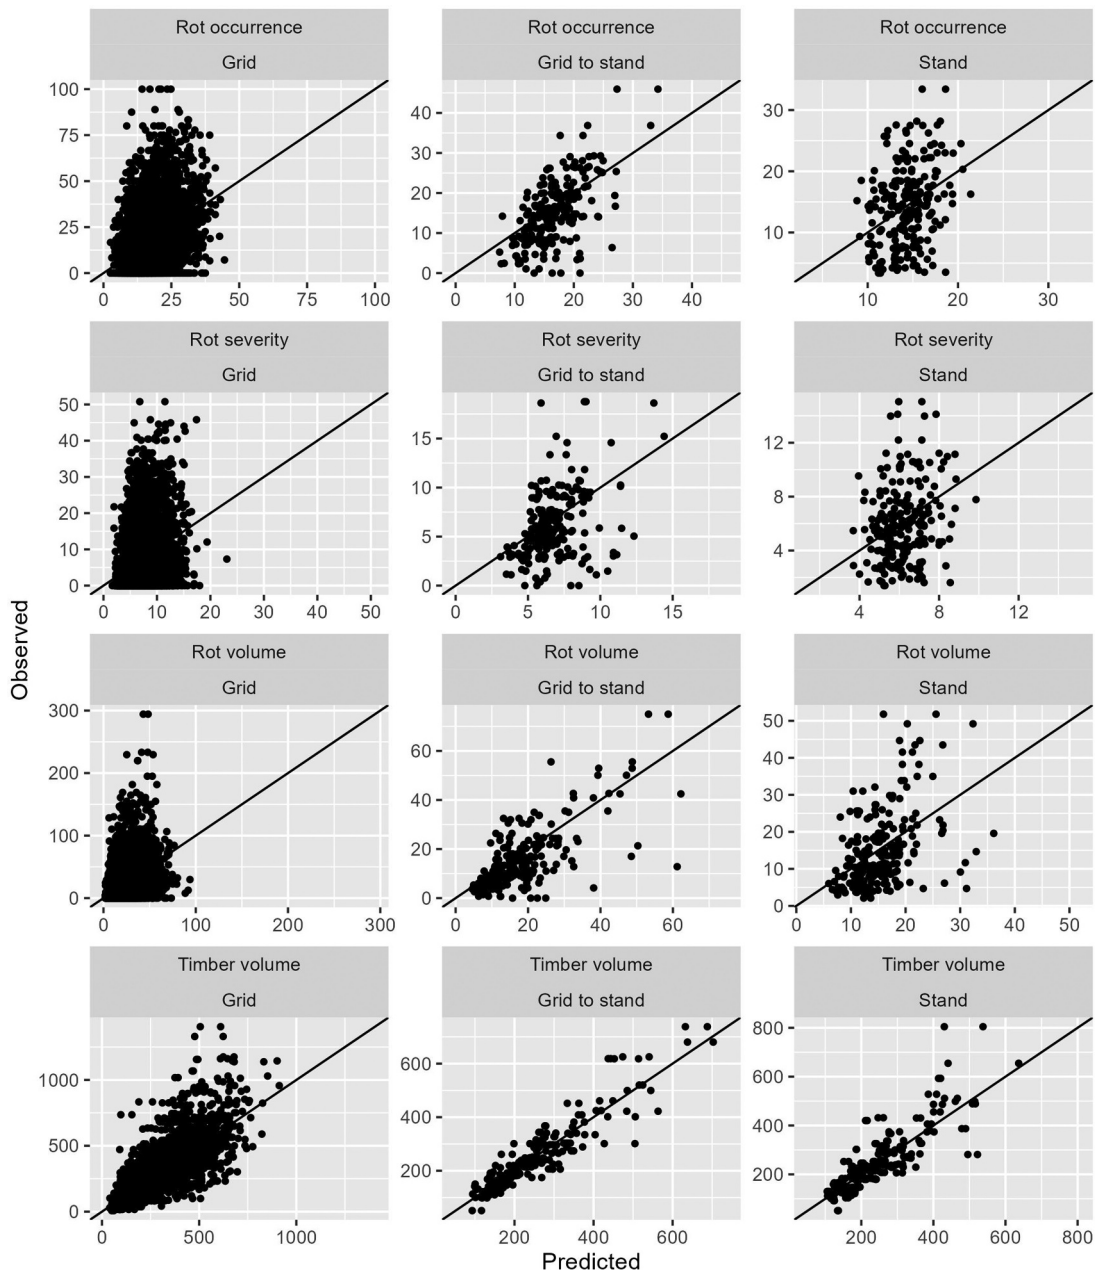 Rot occurrence
Grid
Rot occurrence
Grid to stand
Rot occurrence
Stand
100
75
50
25
0
0 25 50 75 100
40
30
20
10
0
0 10 20 30 40
30
20
10
10 20 30
Rot severity
Grid
Rot severity
Grid to stand
Rot severity
Stand
50
40
30
20
10
0
0 10 20 30 40 50
15
10
5
0
0 5 10 15
12
8
4
4 8 12
Observed
Rot volume
Grid
Rot volume
Grid to stand
Rot volume
Stand
300
200
100
0
0 100 200 300
60
40
20
0
0 20 40 60
50
40
30
20
10
0
0 10 20 30 40 50
Timber volume
Grid
Timber volume
Grid to stand
Timber volume
Stand
1000
500
0
0 500 1000
600
400
200
200 400 600
800
600
400
200
200 400 600 800
Predicted